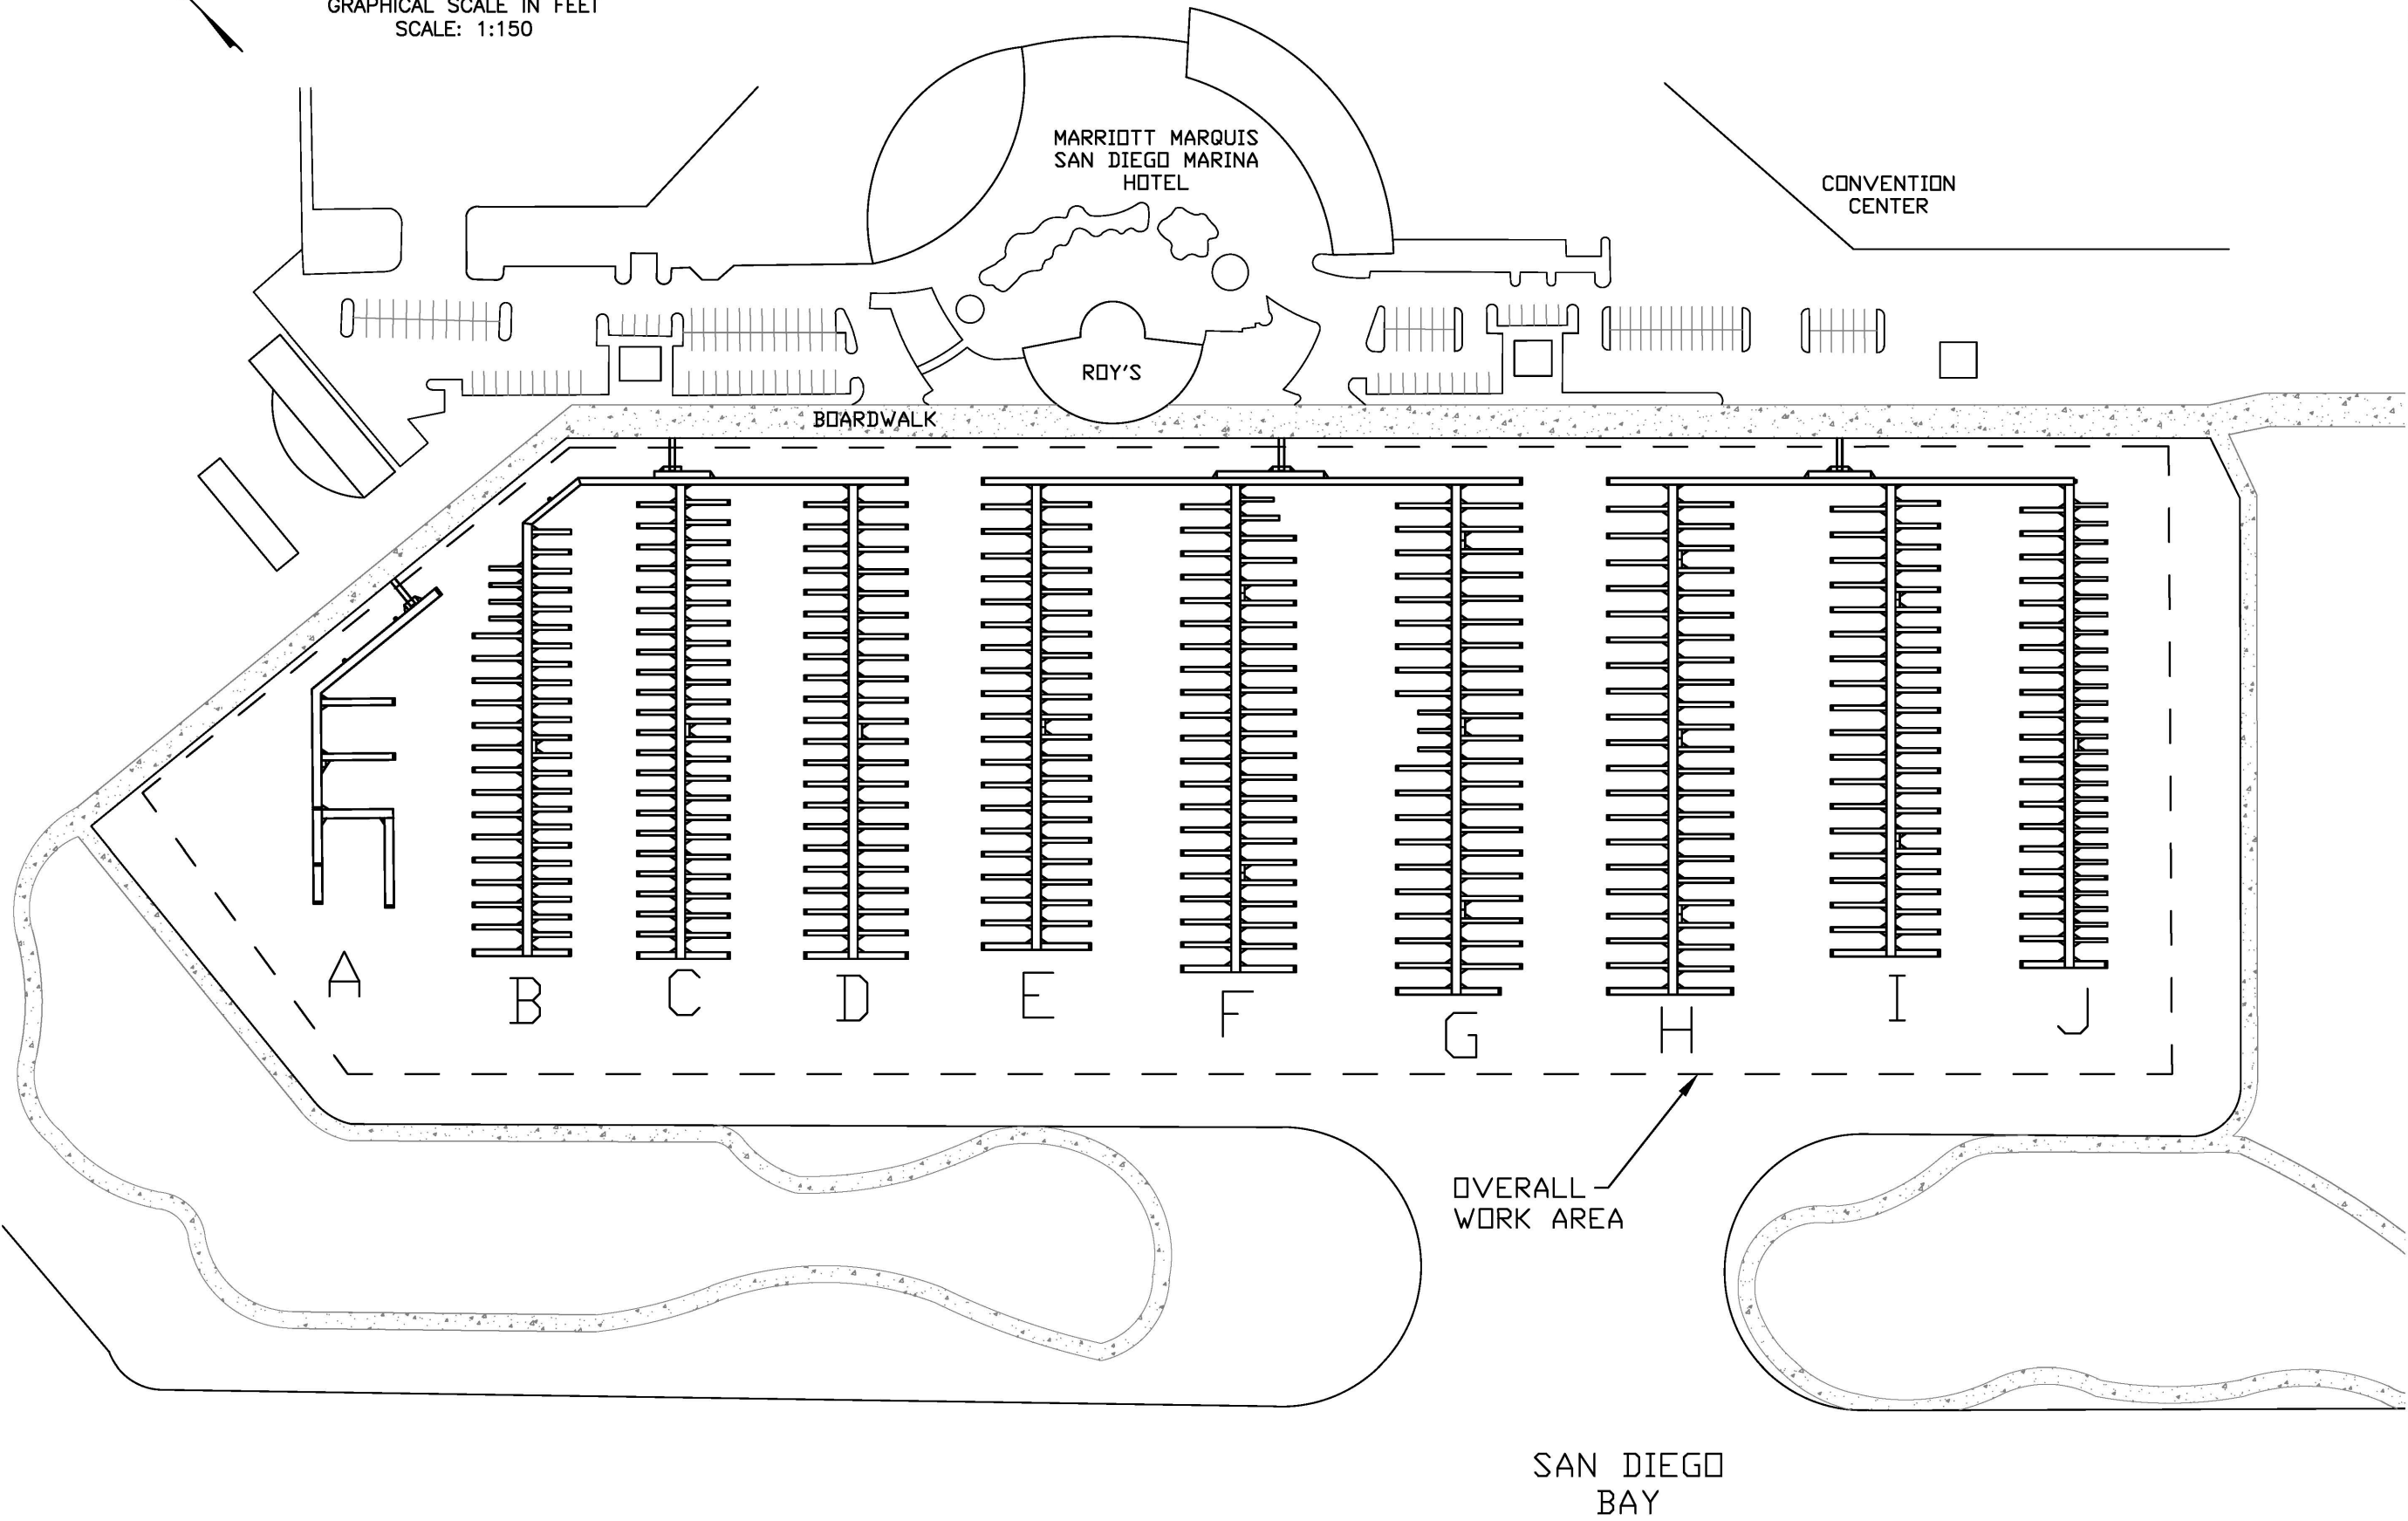 GRAPHICAL SCALE IN FEET
SCALE: 1:150
MARRIOTT MARQUIS
SAN DIEGO MARINA
HOTEL
CONVENTION
CENTER
ROY'S
BOARDWALK
A
B
C
D
E
F
G
H
I
J
OVERALL
WORK AREA
SAN DIEGO
BAY